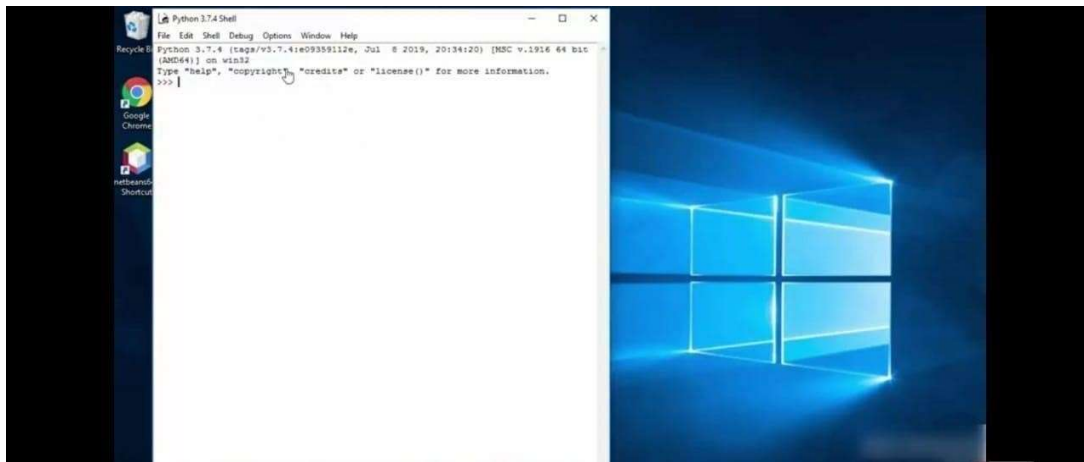 Python 3.7.4 Shell
File Edit Shell Debug Options Window Help
Python 3.7.4 (tags/v3.7.4:e09359112e, Jul  8 2019, 20:34:20) [MSC v.1916 64 bit
(AMD64)] on win32
Type "help", "copyright", "credits" or "license()" for more information.
>>>
Recycle Bi
Google
Chrome
netbeans6
Shortcut